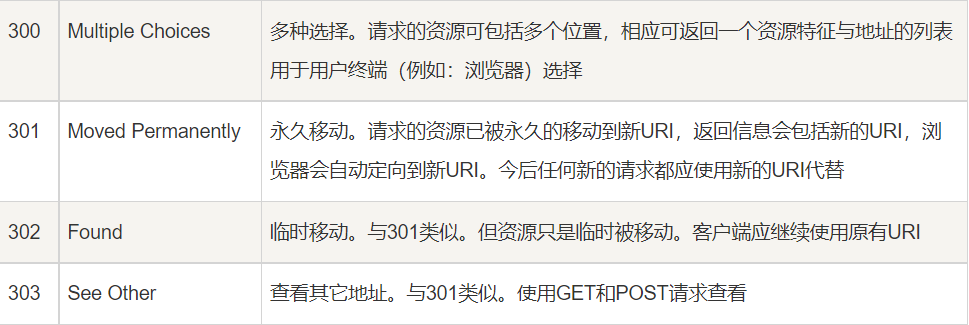 300 Multiple Choices 多种选择。请求的资源可包括多个位置，相应可返回一个资源特征与地址的列表
用于用户终端（例如：浏览器）选择
301 Moved Permanently 永久移动。请求的资源已被永久的移动到新URI，返回信息会包括新的URI，浏
览器会自动定向到新URI。今后任何新的请求都应使用新的URI代替
302 Found 临时移动。与301类似。但资源只是临时被移动。客户端应继续使用原有URI
303 See Other 查看其它地址。与301类似。使用GET和POST请求查看